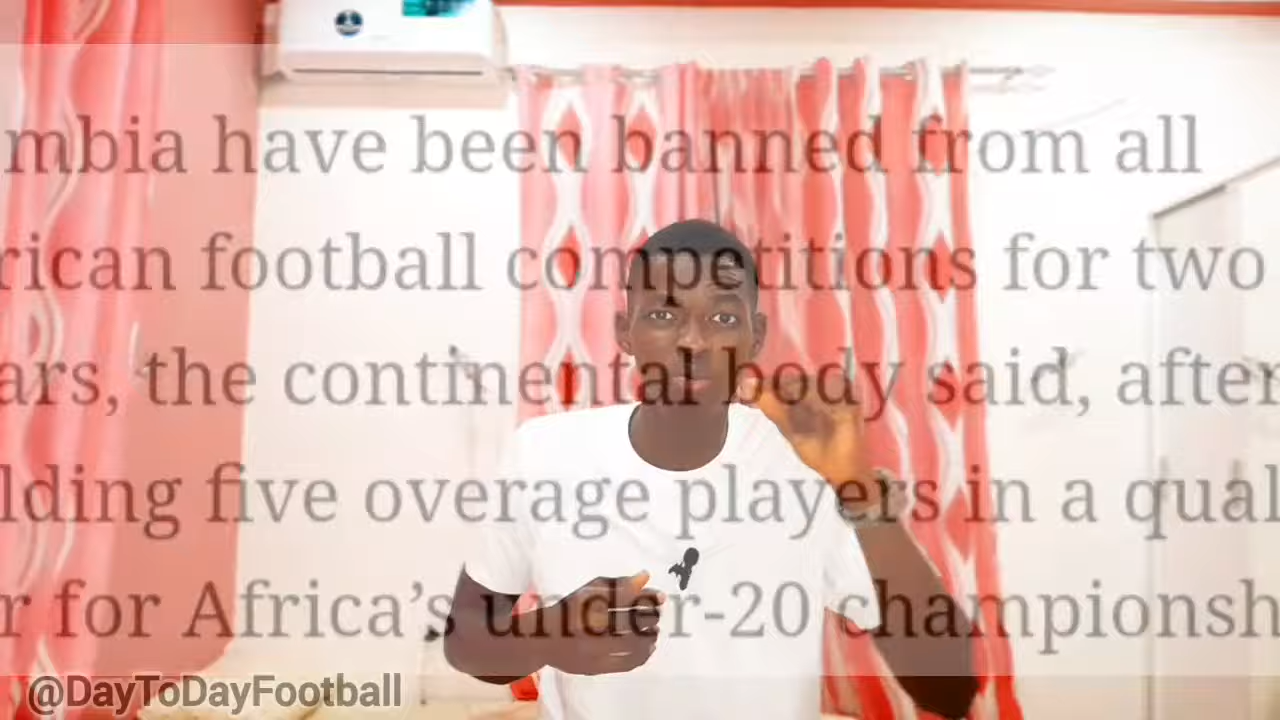 mbia have been banned from all
rican football competitions for two
ars, the continental body said, after
lding five overage players in a qual
r for Africa's under-20 championsh
@DayToDayFootball